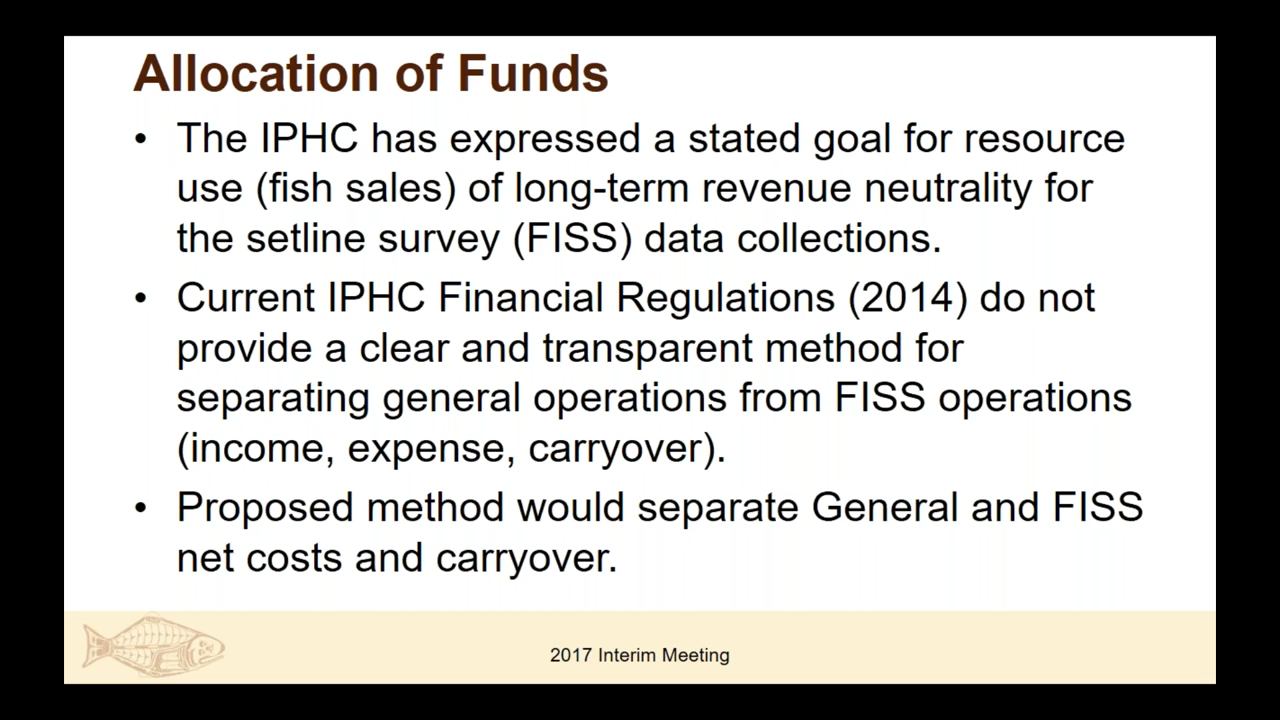 Allocation of Funds
• The IPHC has expressed a stated goal for resource
use (fish sales) of long-term revenue neutrality for
the setline survey (FISS) data collections.
• Current IPHC Financial Regulations (2014) do not
provide a clear and transparent method for
separating general operations from FISS operations
(income, expense, carryover).
• Proposed method would separate General and FISS
net costs and carryover.
2017 Interim Meeting